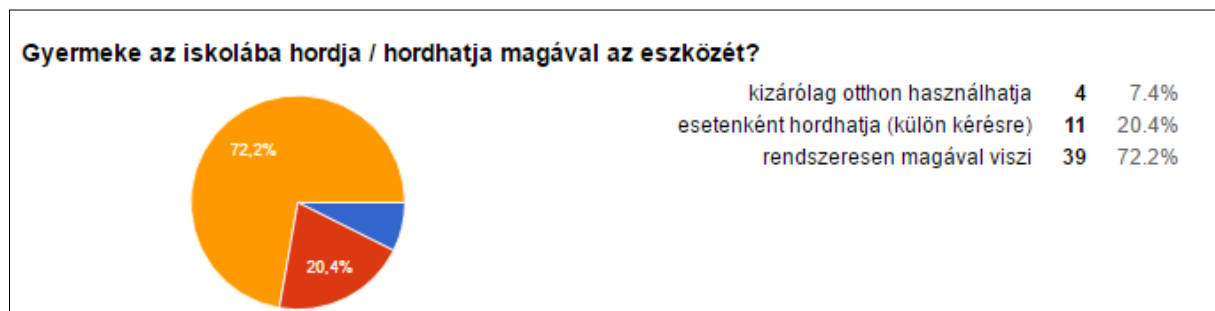 Gyermeke az iskolába hordja / hordhatja magával az eszközét?
kizárólag otthon használhatja 4 7.4%
esetenként hordhatja (külön kérésre) 11 20.4%
rendszeresen magával viszi 39 72.2%
72,2%
20,4%